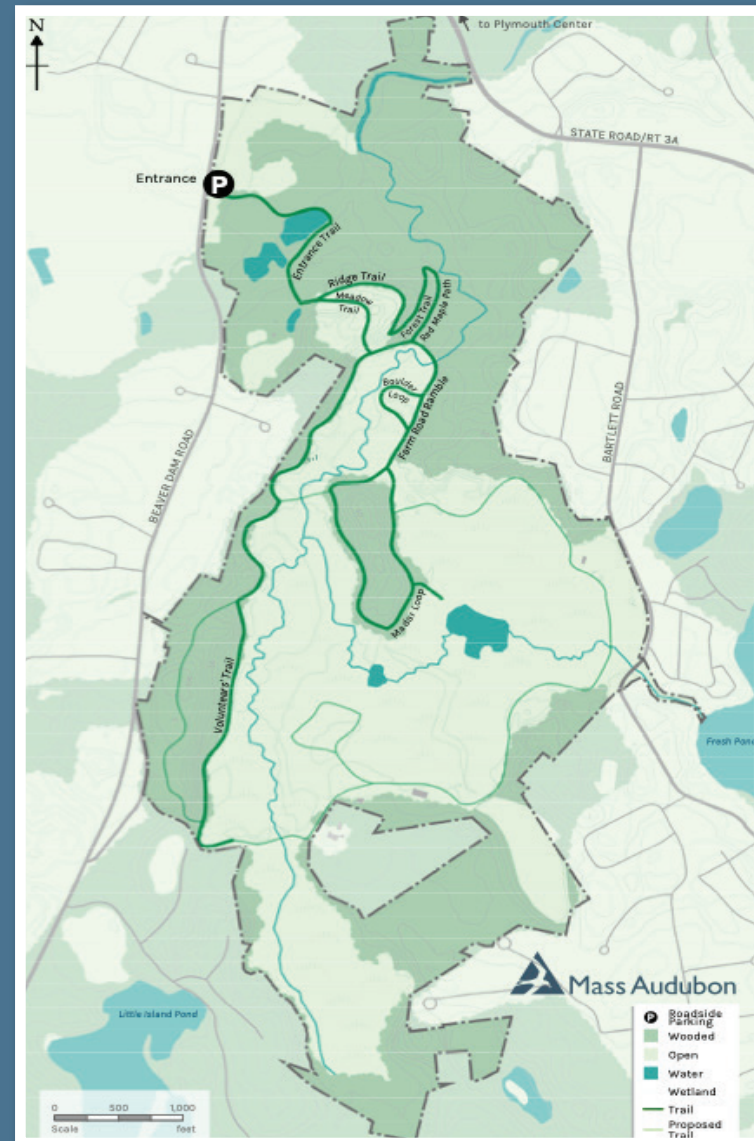 N
to Plymouth Center
STATE ROAD/RT 3A
Entrance
P
Entrance Trail
Ridge Trail
Meadow
Trail
Forest Trail
Red Maple Path
Boulder
Loop
Farm Road Ramble
BARTLETT ROAD
BEAVER DAM ROAD
Volunteers' Trail
Fresh Pond
Little Island Pond
Mass Audubon
P
Roadside
Parking
Wooded
Open
Water
Wetland
Trail
Proposed
Trail
0 500 1,000
Scale feet